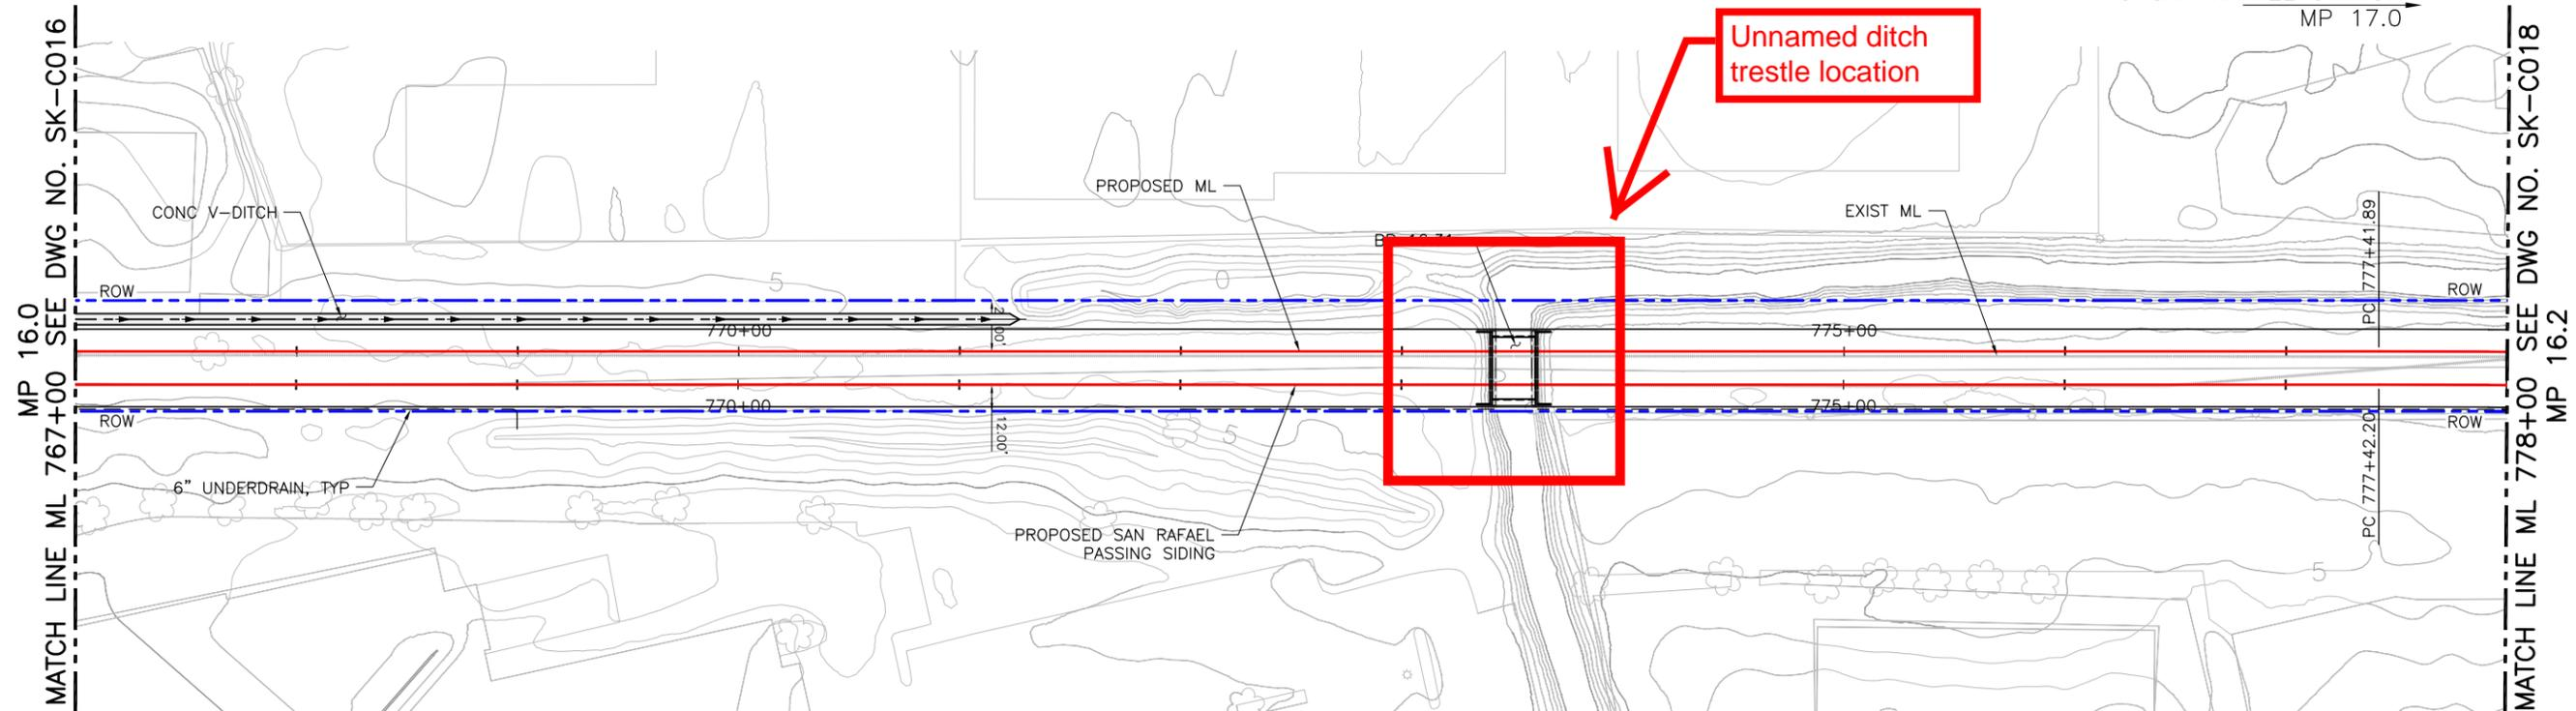 MP 17.0
Unnamed ditch
trestle location
MATCH LINE ML 767+00 SEE DWG NO. SK-C016
MP 16.0
CONC V-DITCH
PROPOSED ML
EXIST ML
5
0
ROW
ROW
770+00
775+00
PC 777+41.89
770+00
775+00
ROW
ROW
12.00'
5
6" UNDERDRAIN, TYP
PROPOSED SAN RAFAEL
PASSING SIDING
PC 777+42.20
5
MATCH LINE ML 778+00 SEE DWG NO. SK-C018
MP 16.2